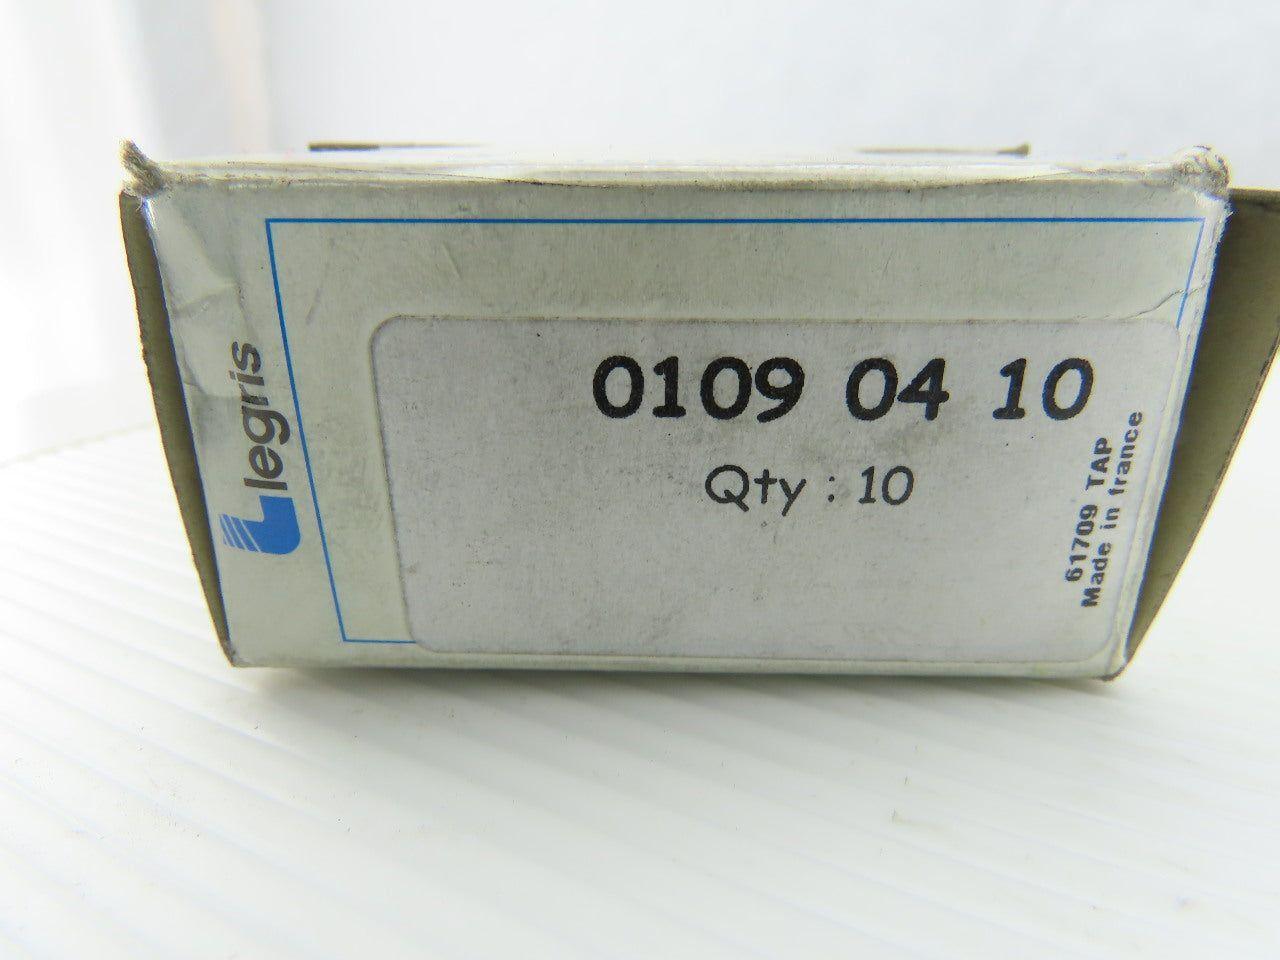 legris
0109 04 10
Qty : 10
61709 TAP
Made in france